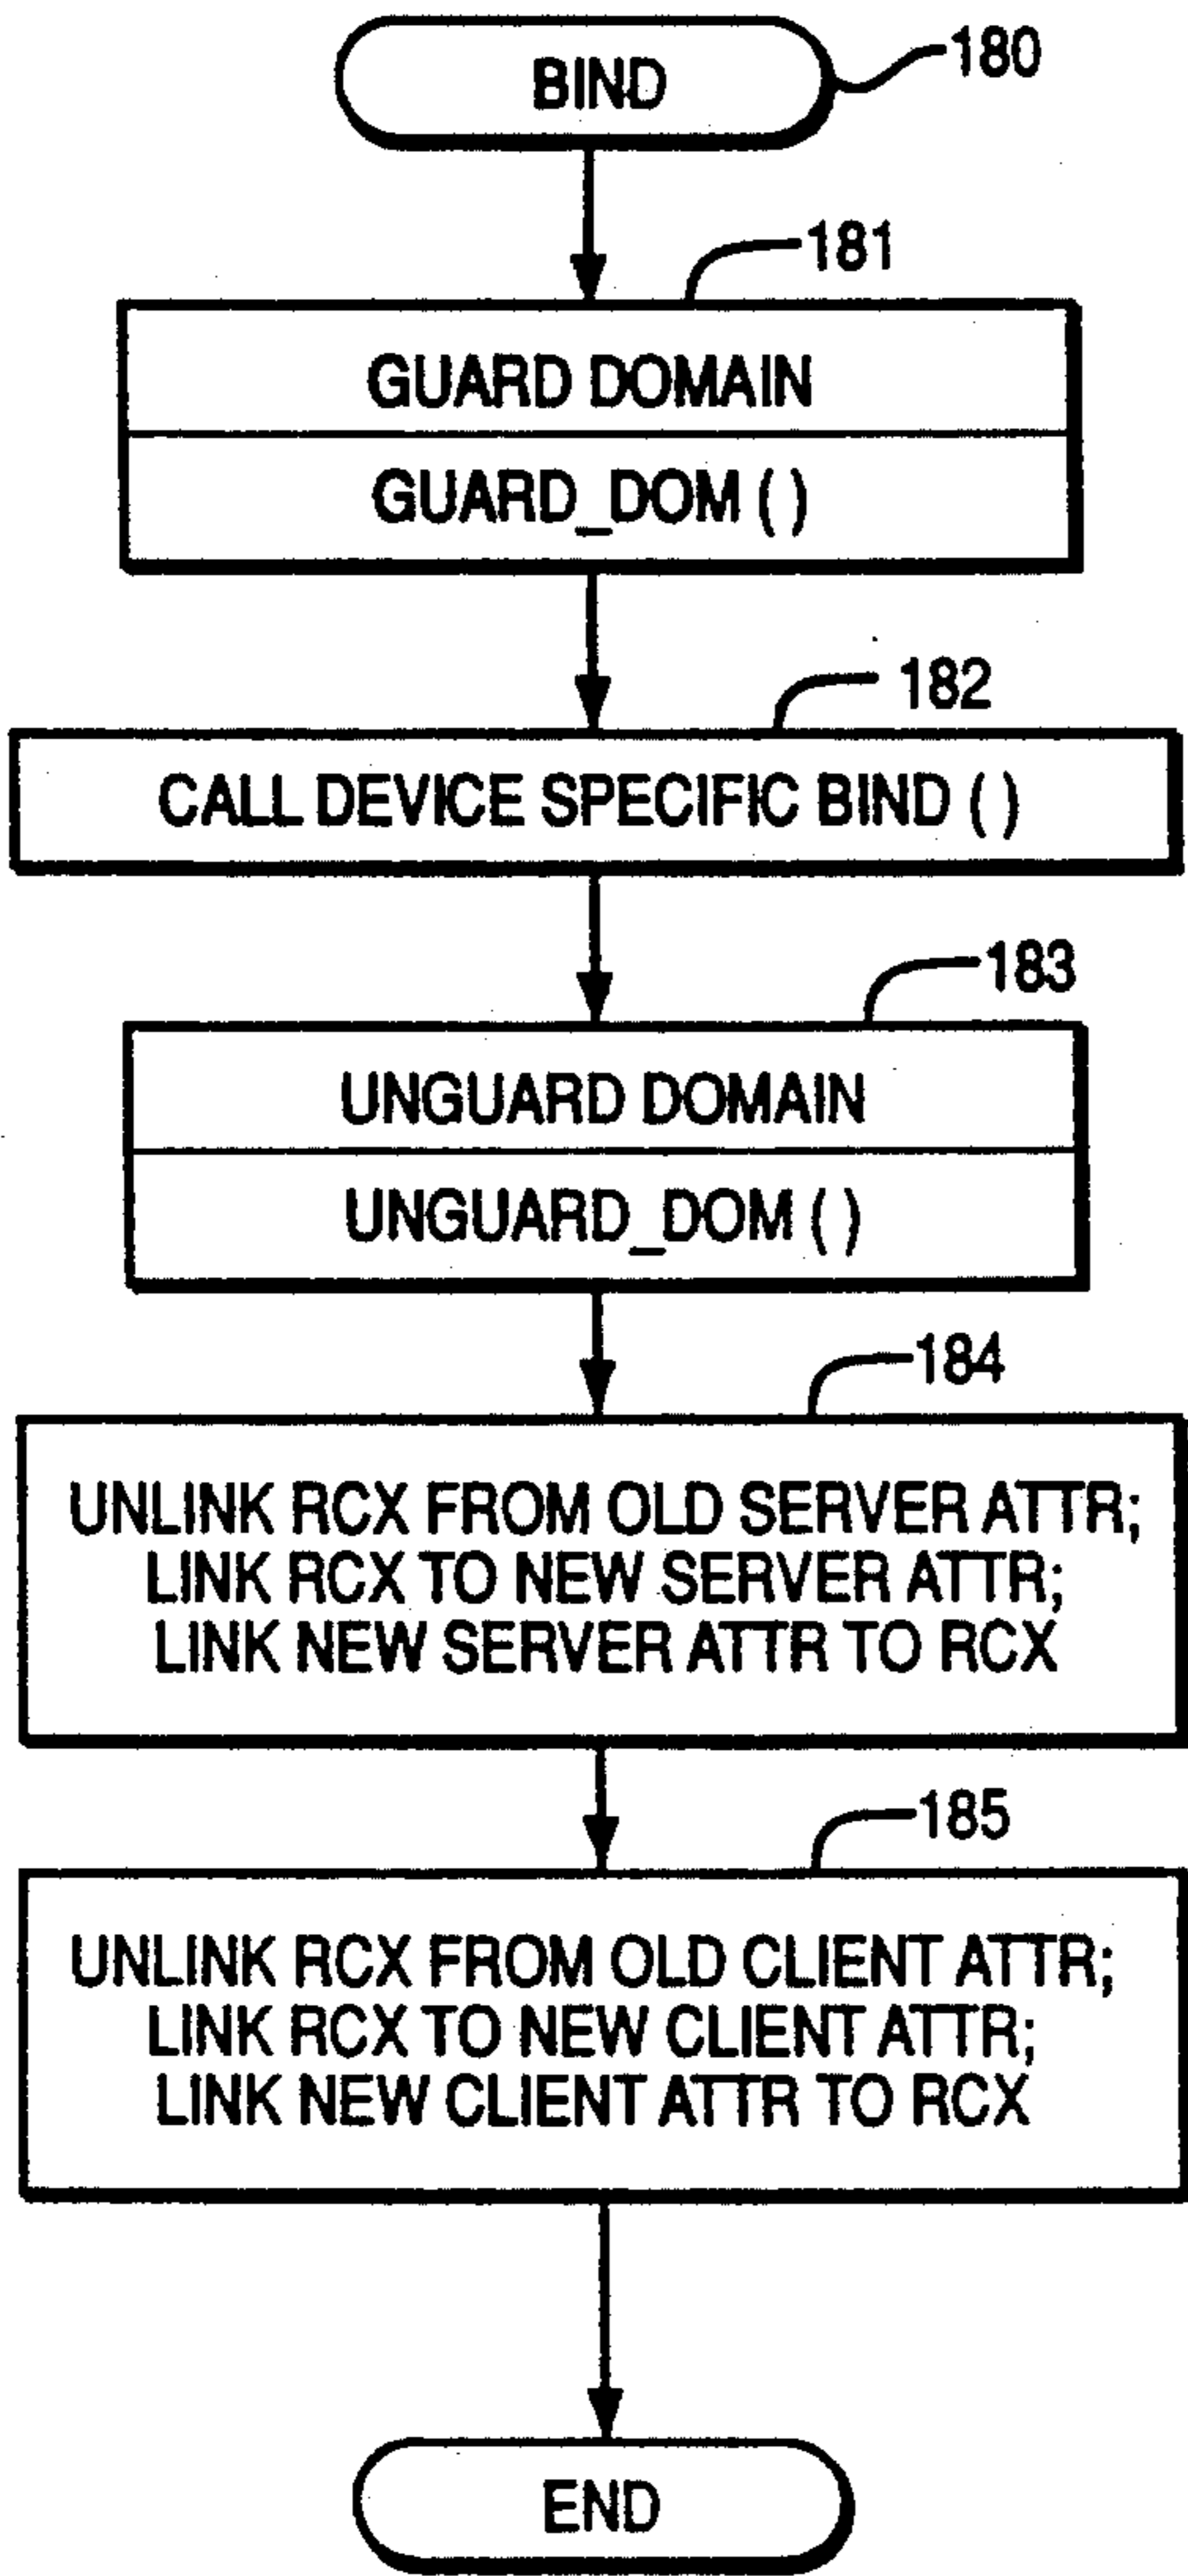 BIND
180
181
GUARD DOMAIN
GUARD_DOM ( )
182
CALL DEVICE SPECIFIC BIND ( )
183
UNGUARD DOMAIN
UNGUARD_DOM ( )
184
UNLINK RCX FROM OLD SERVER ATTR;
LINK RCX TO NEW SERVER ATTR;
LINK NEW SERVER ATTR TO RCX
185
UNLINK RCX FROM OLD CLIENT ATTR;
LINK RCX TO NEW CLIENT ATTR;
LINK NEW CLIENT ATTR TO RCX
END